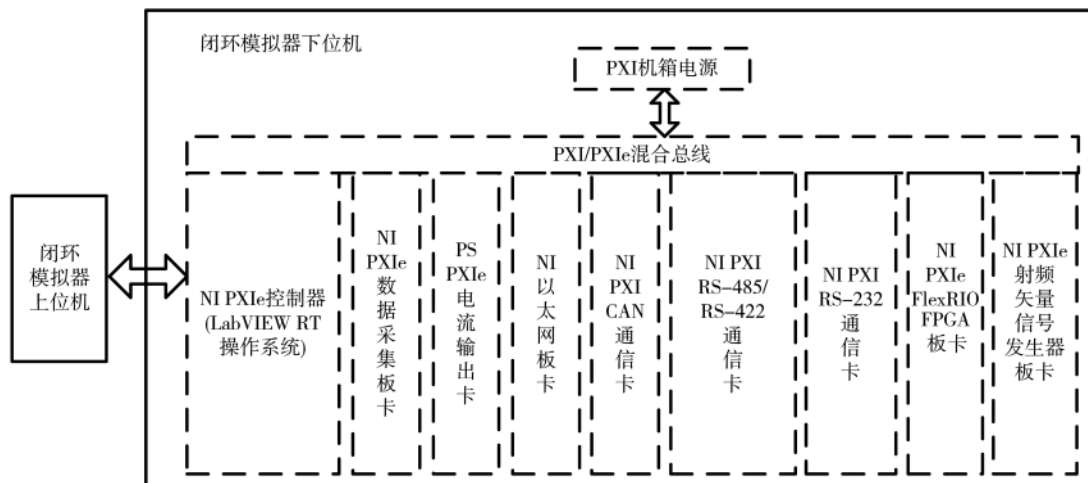 闭环模拟器下位机
PXI机箱电源
PXI/PXIe混合总线
闭环
模拟器
上位机
NI PXIe控制器
(LabVIEW RT
操作系统)
NI
PXIe
数
据
采
集
板
卡
PS
PXIe
电
流
输
出
卡
NI
以
太
网
板
卡
NI
PXI
CAN
通
信
卡
NI PXI
RS-485/
RS-422
通
信
卡
NI PXI
RS-232
通
信
卡
NI
PXIe
FlexRIO
FPGA
板卡
NI PXIe
射频
矢量
信号
发生器
板卡